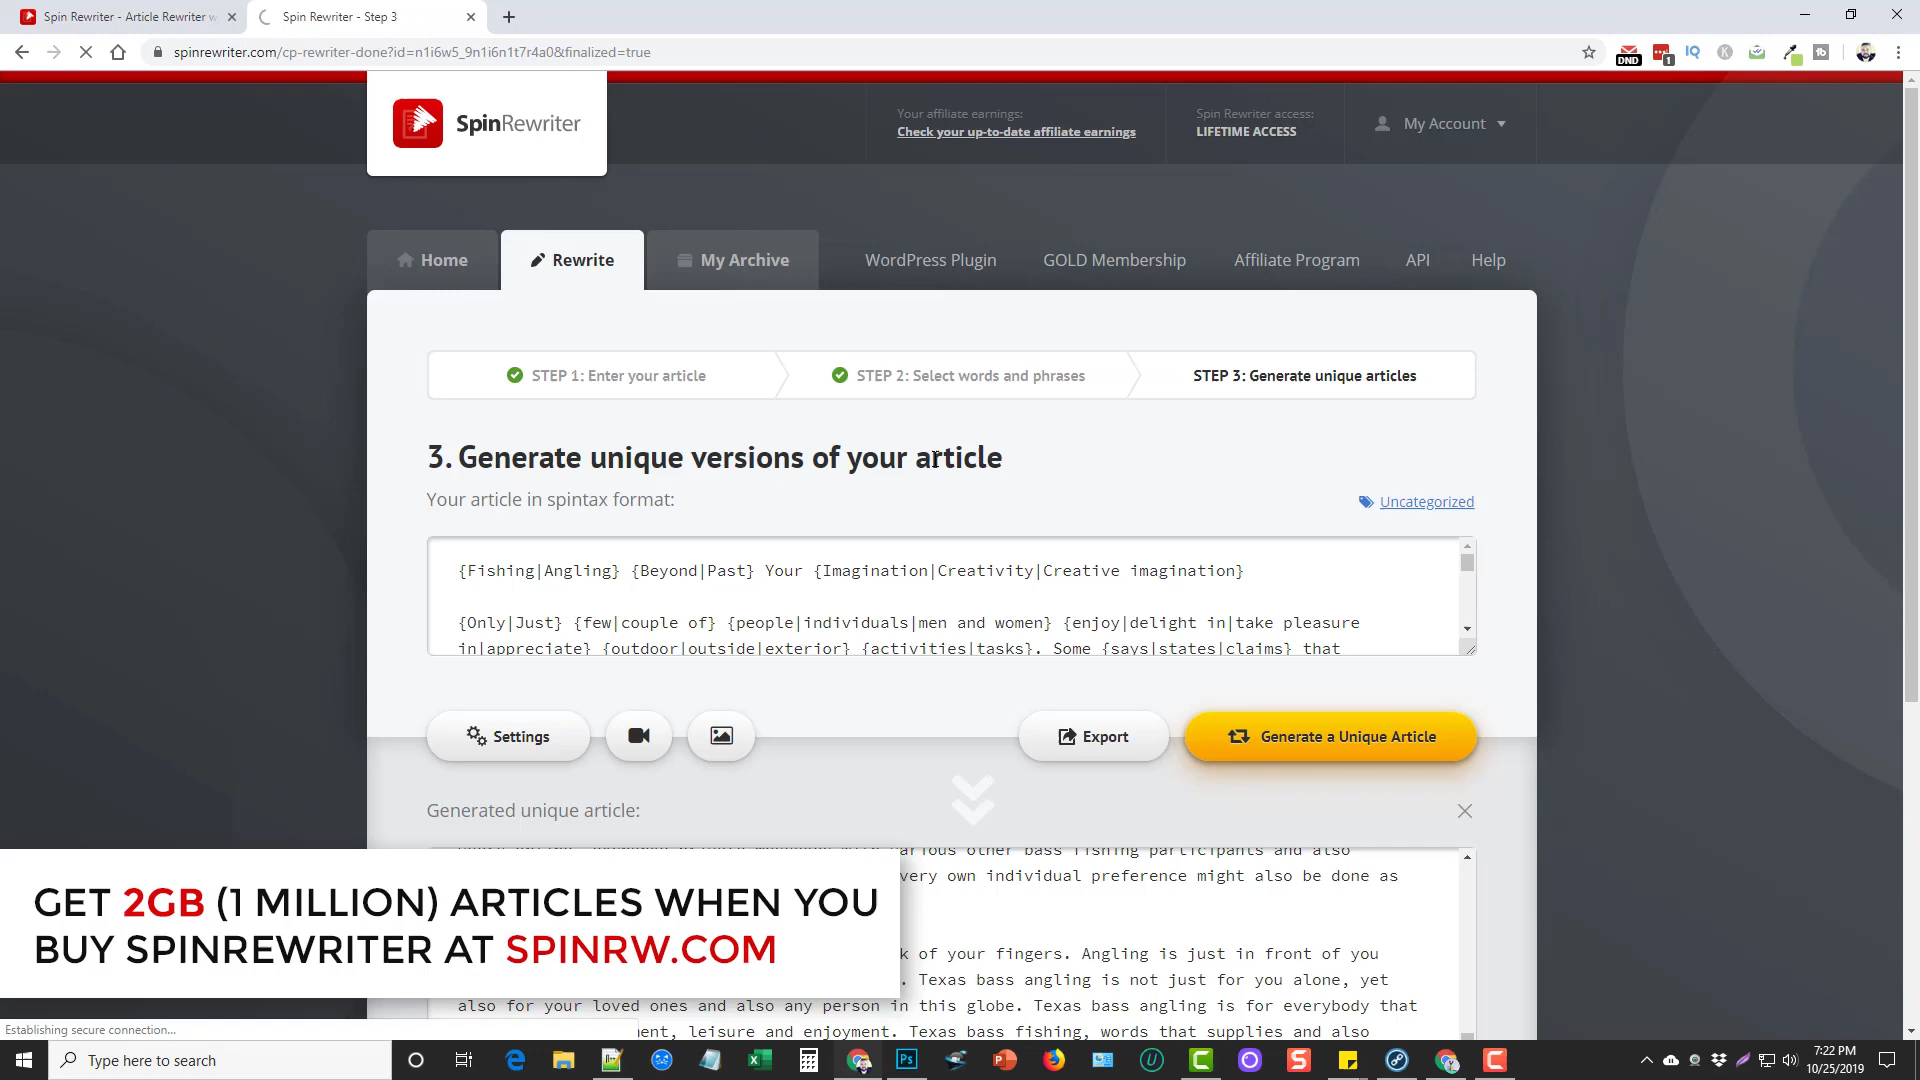 Spin Rewriter - Article Rewriter w
Spin Rewriter - Step 3
spinrewriter.com/cp-rewriter-done?id=n1i6w5_9n1i6n1t7r4a0&finalized=true
DND
1
IQ
K
tb
SpinRewriter
Your affiliate earnings:
Check your up-to-date affiliate earnings
Spin Rewriter access:
LIFETIME ACCESS
My Account
Home
Rewrite
My Archive
WordPress Plugin
GOLD Membership
Affiliate Program
API
Help
STEP 1: Enter your article
STEP 2: Select words and phrases
STEP 3: Generate unique articles
3. Generate unique versions of your article
Your article in spintax format:
Uncategorized
{Fishing|Angling} {Beyond|Past} Your {Imagination|Creativity|Creative imagination}
{Only|Just} {few|couple of} {people|individuals|men and women} {enjoy|delight in|take pleasure
in|appreciate} {outdoor|outside|exterior} {activities|tasks}. Some {says|states|claims} that
Settings
Export
Generate a Unique Article
Generated unique article:
various other bass fishing participants and also
very own individual preference might also be done as
k of your fingers. Angling is just in front of you
. Texas bass angling is not just for you alone, yet
also for your loved ones and also any person in this globe. Texas bass angling is for everybody that
ent, leisure and enjoyment. Texas bass fishing, words that supplies and also
GET 2GB (1 MILLION) ARTICLES WHEN YOU
BUY SPINREWRITER AT SPINRW.COM
Establishing secure connection...
Type here to search
Ps
7:22 PM
10/25/2019